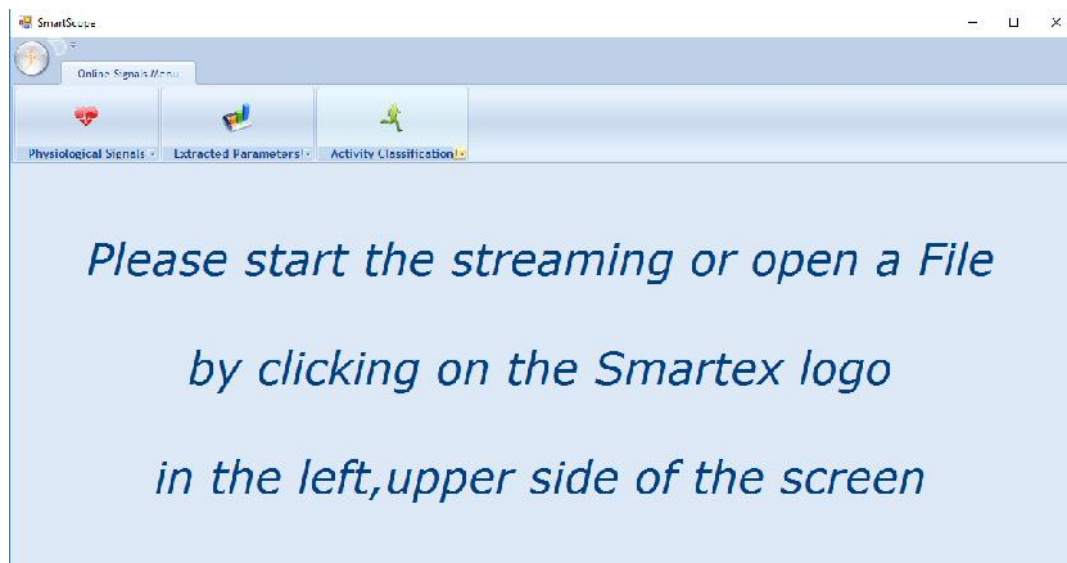 SmartScope
Online Signals Menu
Physiological Signals
Extracted Parameters
Activity Classification
Please start the streaming or open a File
by clicking on the Smartex logo
in the left,upper side of the screen